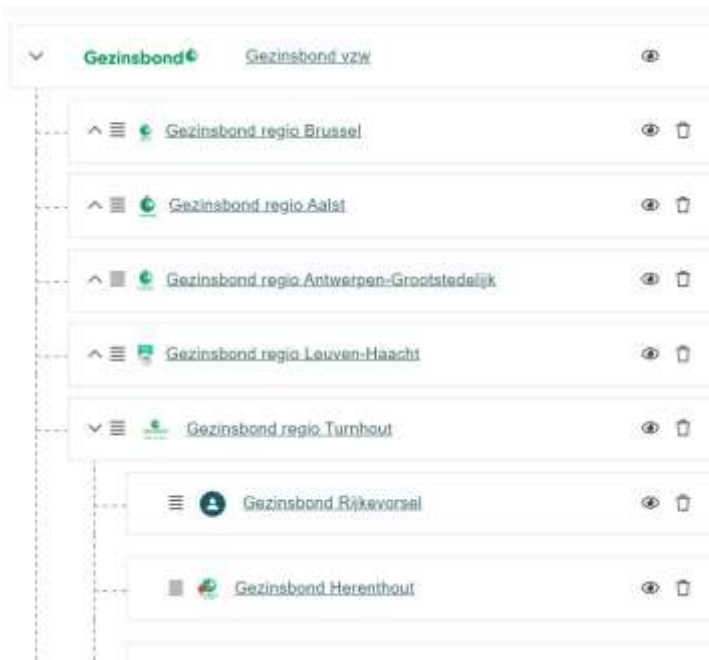 Gezinsbond Gezinsbond vzw
Gezinsbond regio Brussel
Gezinsbond regio Aalst
Gezinsbond regio Antwerpen-Grootstedelijk
Gezinsbond regio Leuven-Haacht
Gezinsbond regio Turnhout
Gezinsbond Rijkevorsel
Gezinsbond Herenthout